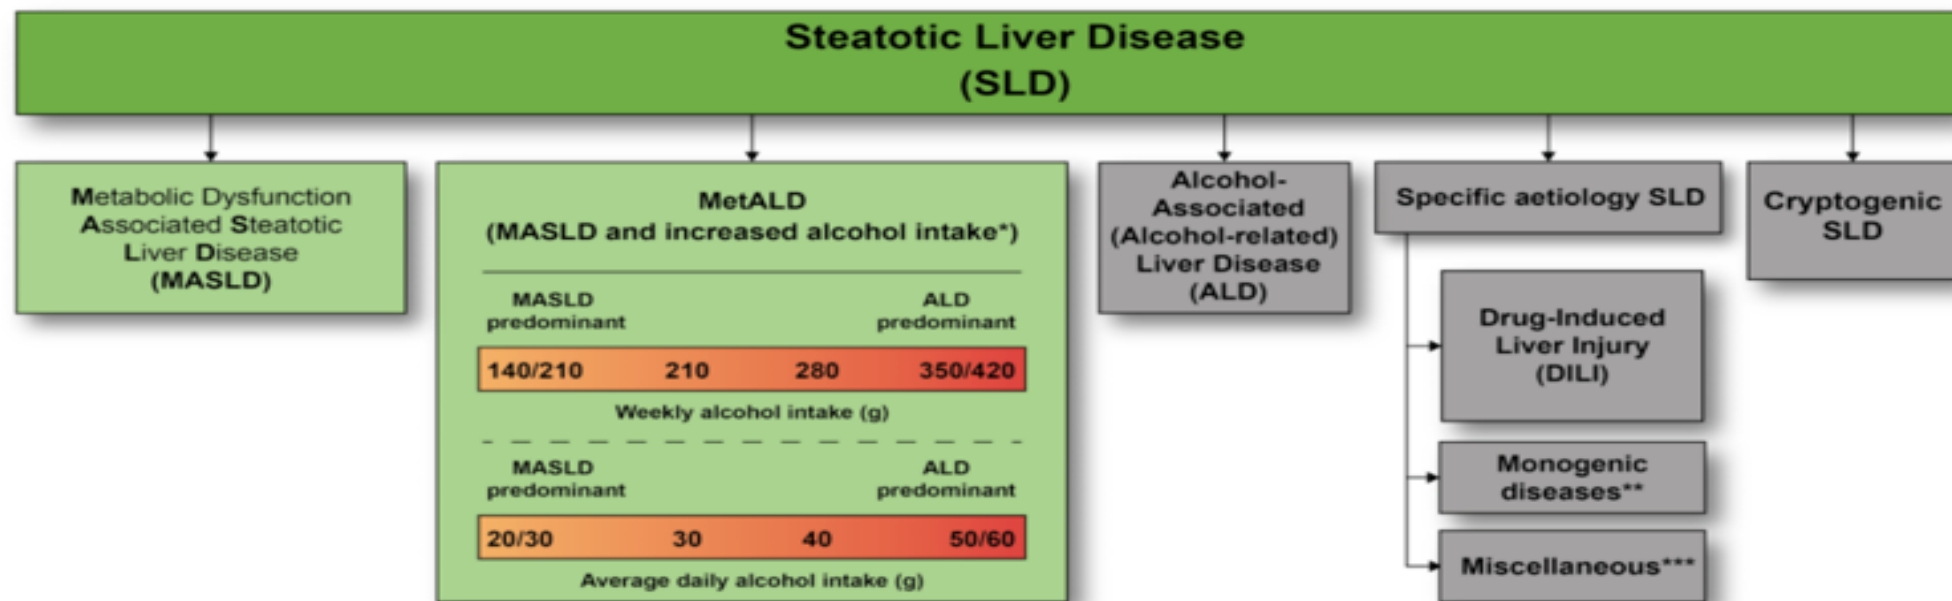 Steatotic Liver Disease
(SLD)
Metabolic Dysfunction
Associated Steatotic
Liver Disease
(MASLD)
MetALD
(MASLD and increased alcohol intake*)
MASLD predominant
ALD predominant
140/210 210 280 350/420
Weekly alcohol intake (g)
MASLD predominant
ALD predominant
20/30 30 40 50/60
Average daily alcohol intake (g)
Alcohol-
Associated
(Alcohol-related)
Liver Disease
(ALD)
Specific aetiology SLD
Drug-Induced
Liver Injury
(DILI)
Monogenic
diseases**
Miscellaneous***
Cryptogenic
SLD